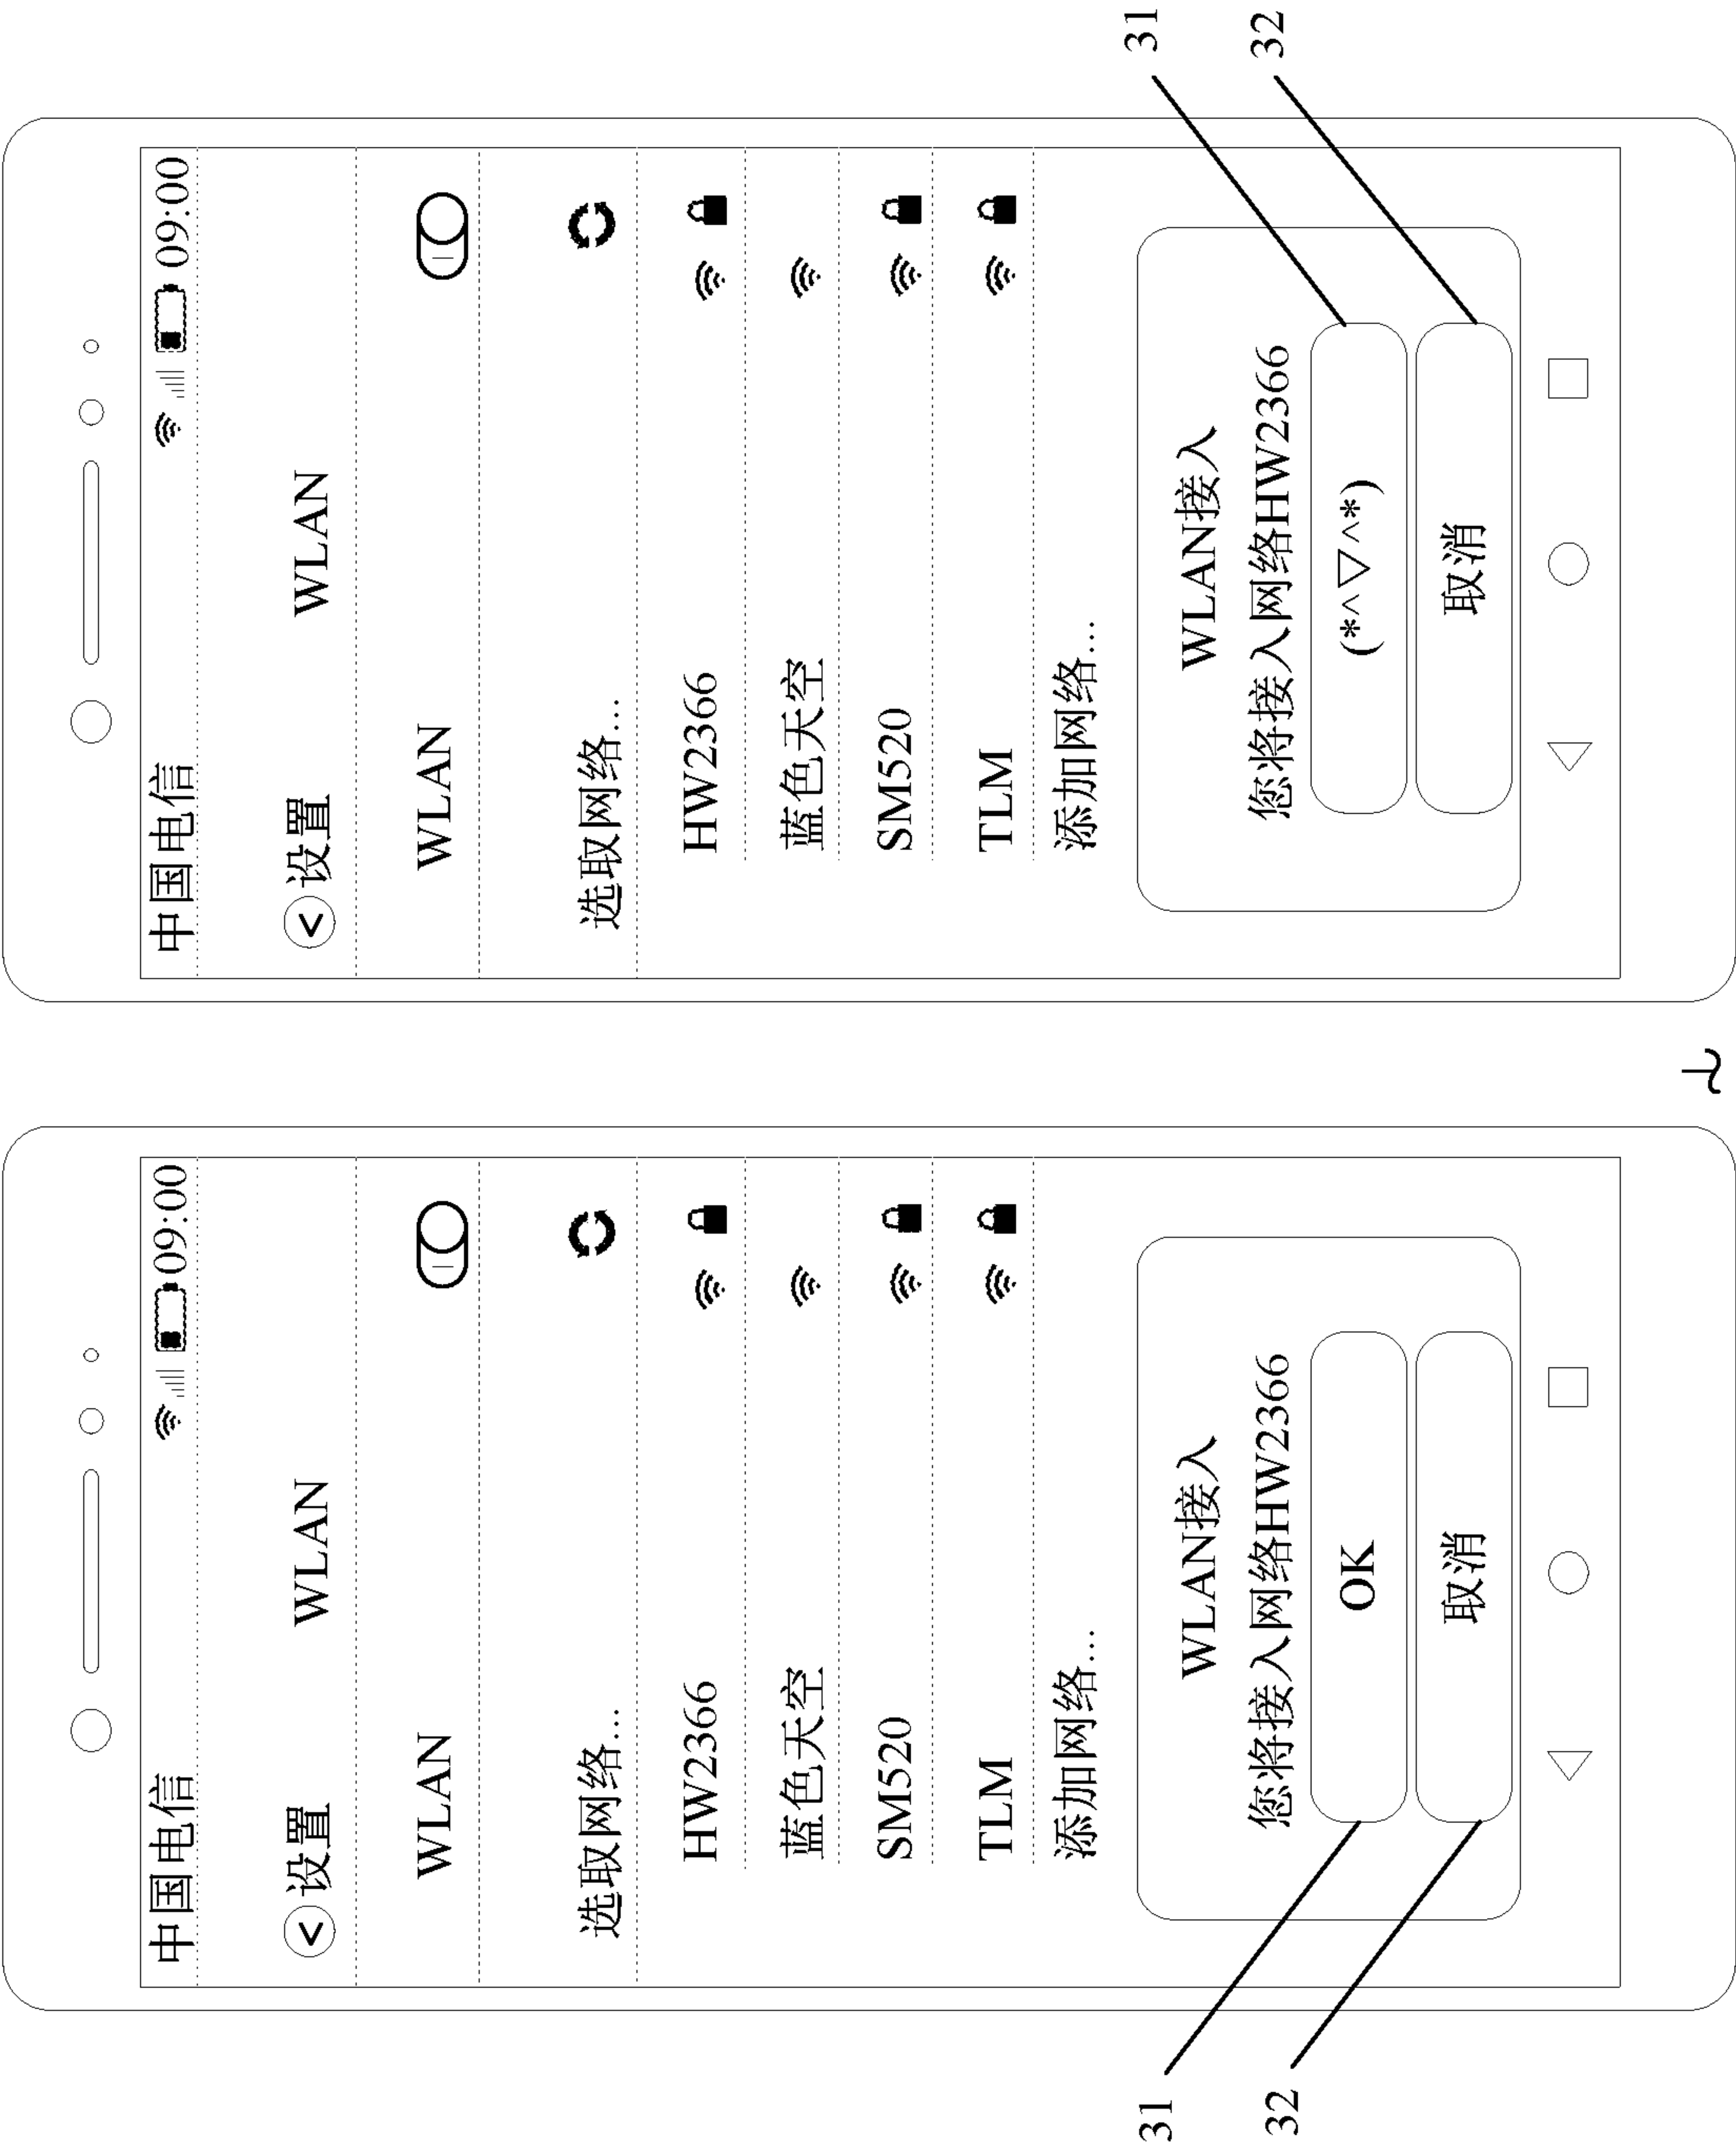 中国电信 09:00
< 设置 WLAN
WLAN
选取网络...
HW2366
蓝色天空
SM520
TLM
添加网络...
WLAN接入
您将接入网络HW2366
OK
取消
31
32
~
中国电信 09:00
< 设置 WLAN
WLAN
选取网络...
HW2366
蓝色天空
SM520
TLM
添加网络...
WLAN接入
您将接入网络HW2366
(*^▽^*)
取消
31
32